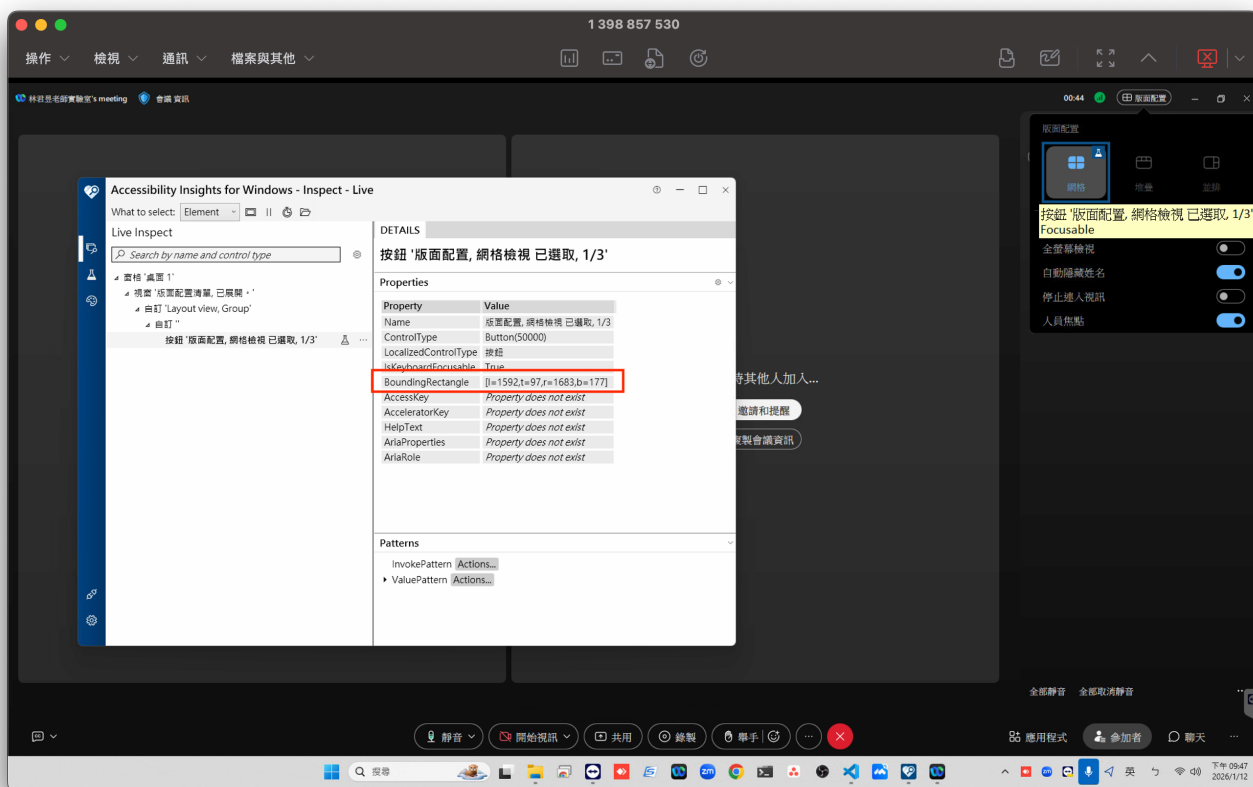 1 398 857 530
操作 檢視 通訊 檔案與其他
林君昱老師實驗室's meeting 會議 資訊
00:44 版面配置
版面配置
網格 堆疊 並排
按鈕 '版面配置, 網格檢視 已選取, 1/3'
Focusable
全螢幕檢視
自動隱藏姓名
停止連入視訊
人員焦點
Accessibility Insights for Windows - Inspect - Live
What to select: Element
Live Inspect
Search by name and control type
窗格 '桌面 1'
視窗 '版面配置清單, 已展開。'
自訂 'Layout view, Group'
自訂 ''
按鈕 '版面配置, 網格檢視 已選取, 1/3'
DETAILS
按鈕 '版面配置, 網格檢視 已選取, 1/3'
Properties
Property Value
Name 版面配置, 網格檢視 已選取, 1/3
ControlType Button(50000)
LocalizedControlType 按鈕
IsKeyboardFocusable True
BoundingRectangle [l=1592,t=97,r=1683,b=177]
AccessKey Property does not exist
AcceleratorKey Property does not exist
HelpText Property does not exist
AriaProperties Property does not exist
AriaRole Property does not exist
Patterns
InvokePattern Actions...
ValuePattern Actions...
其他人加入...
邀請和提醒
製會議資訊
全部靜音 全部取消靜音
靜音 開始視訊 共用 錄製 舉手
應用程式 參加者 聊天
搜尋
英
下午 09:47
2026/1/12